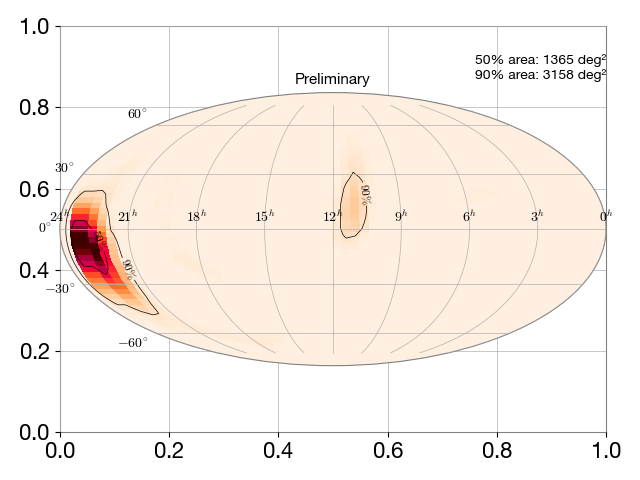 1.0
50% area: 1365 deg²
90% area: 3158 deg²
Preliminary
0.8
60°
30°
0.6
90%
24ʰ 21ʰ 18ʰ 15ʰ 12ʰ 9ʰ 6ʰ 3ʰ 0ʰ
0°
50%
90%
0.4
−30°
−60°
0.2
0.0
0.0 0.2 0.4 0.6 0.8 1.0